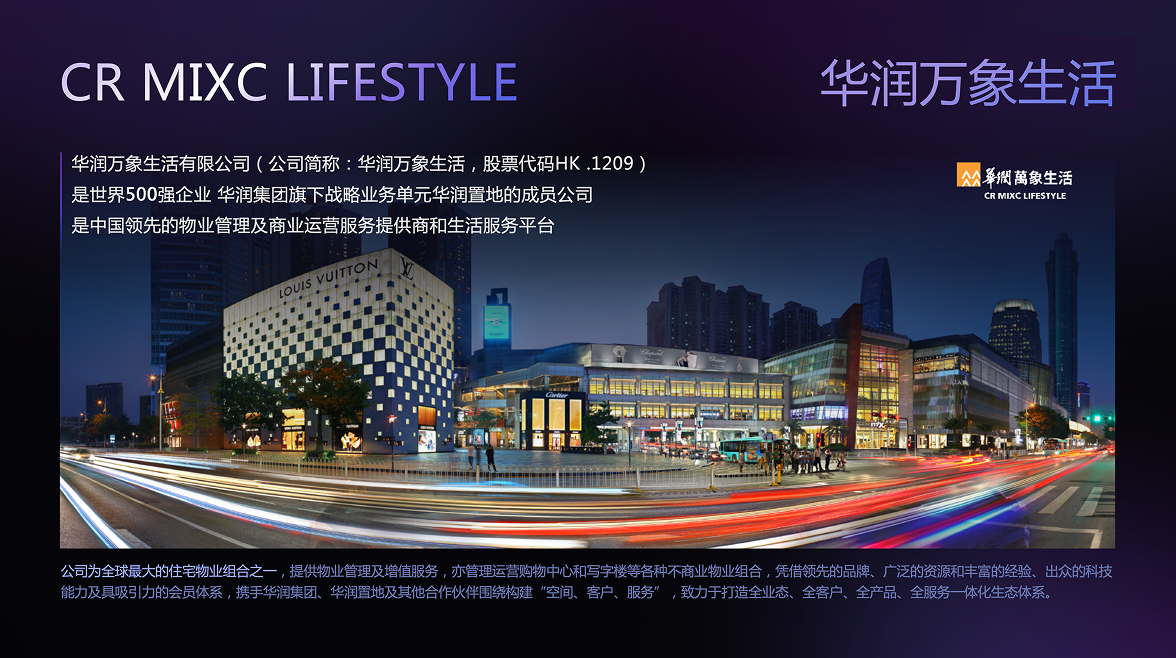 CR MIXC LIFESTYLE
华润万象生活
华润万象生活有限公司（公司简称：华润万象生活，股票代码HK .1209）
是世界500强企业 华润集团旗下战略业务单元华润置地的成员公司
是中国领先的物业管理及商业运营服务提供商和生活服务平台
華潤萬象生活
CR MIXC LIFESTYLE
LOUIS VUITTON
LV
Cartier
公司为全球最大的住宅物业组合之一，提供物业管理及增值服务，亦管理运营购物中心和写字楼等各种不商业物业组合，凭借领先的品牌、广泛的资源和丰富的经验、出众的科技
能力及具吸引力的会员体系，携手华润集团、华润置地及其他合作伙伴围绕构建“空间、客户、服务”，致力于打造全业态、全客户、全产品、全服务一体化生态体系。